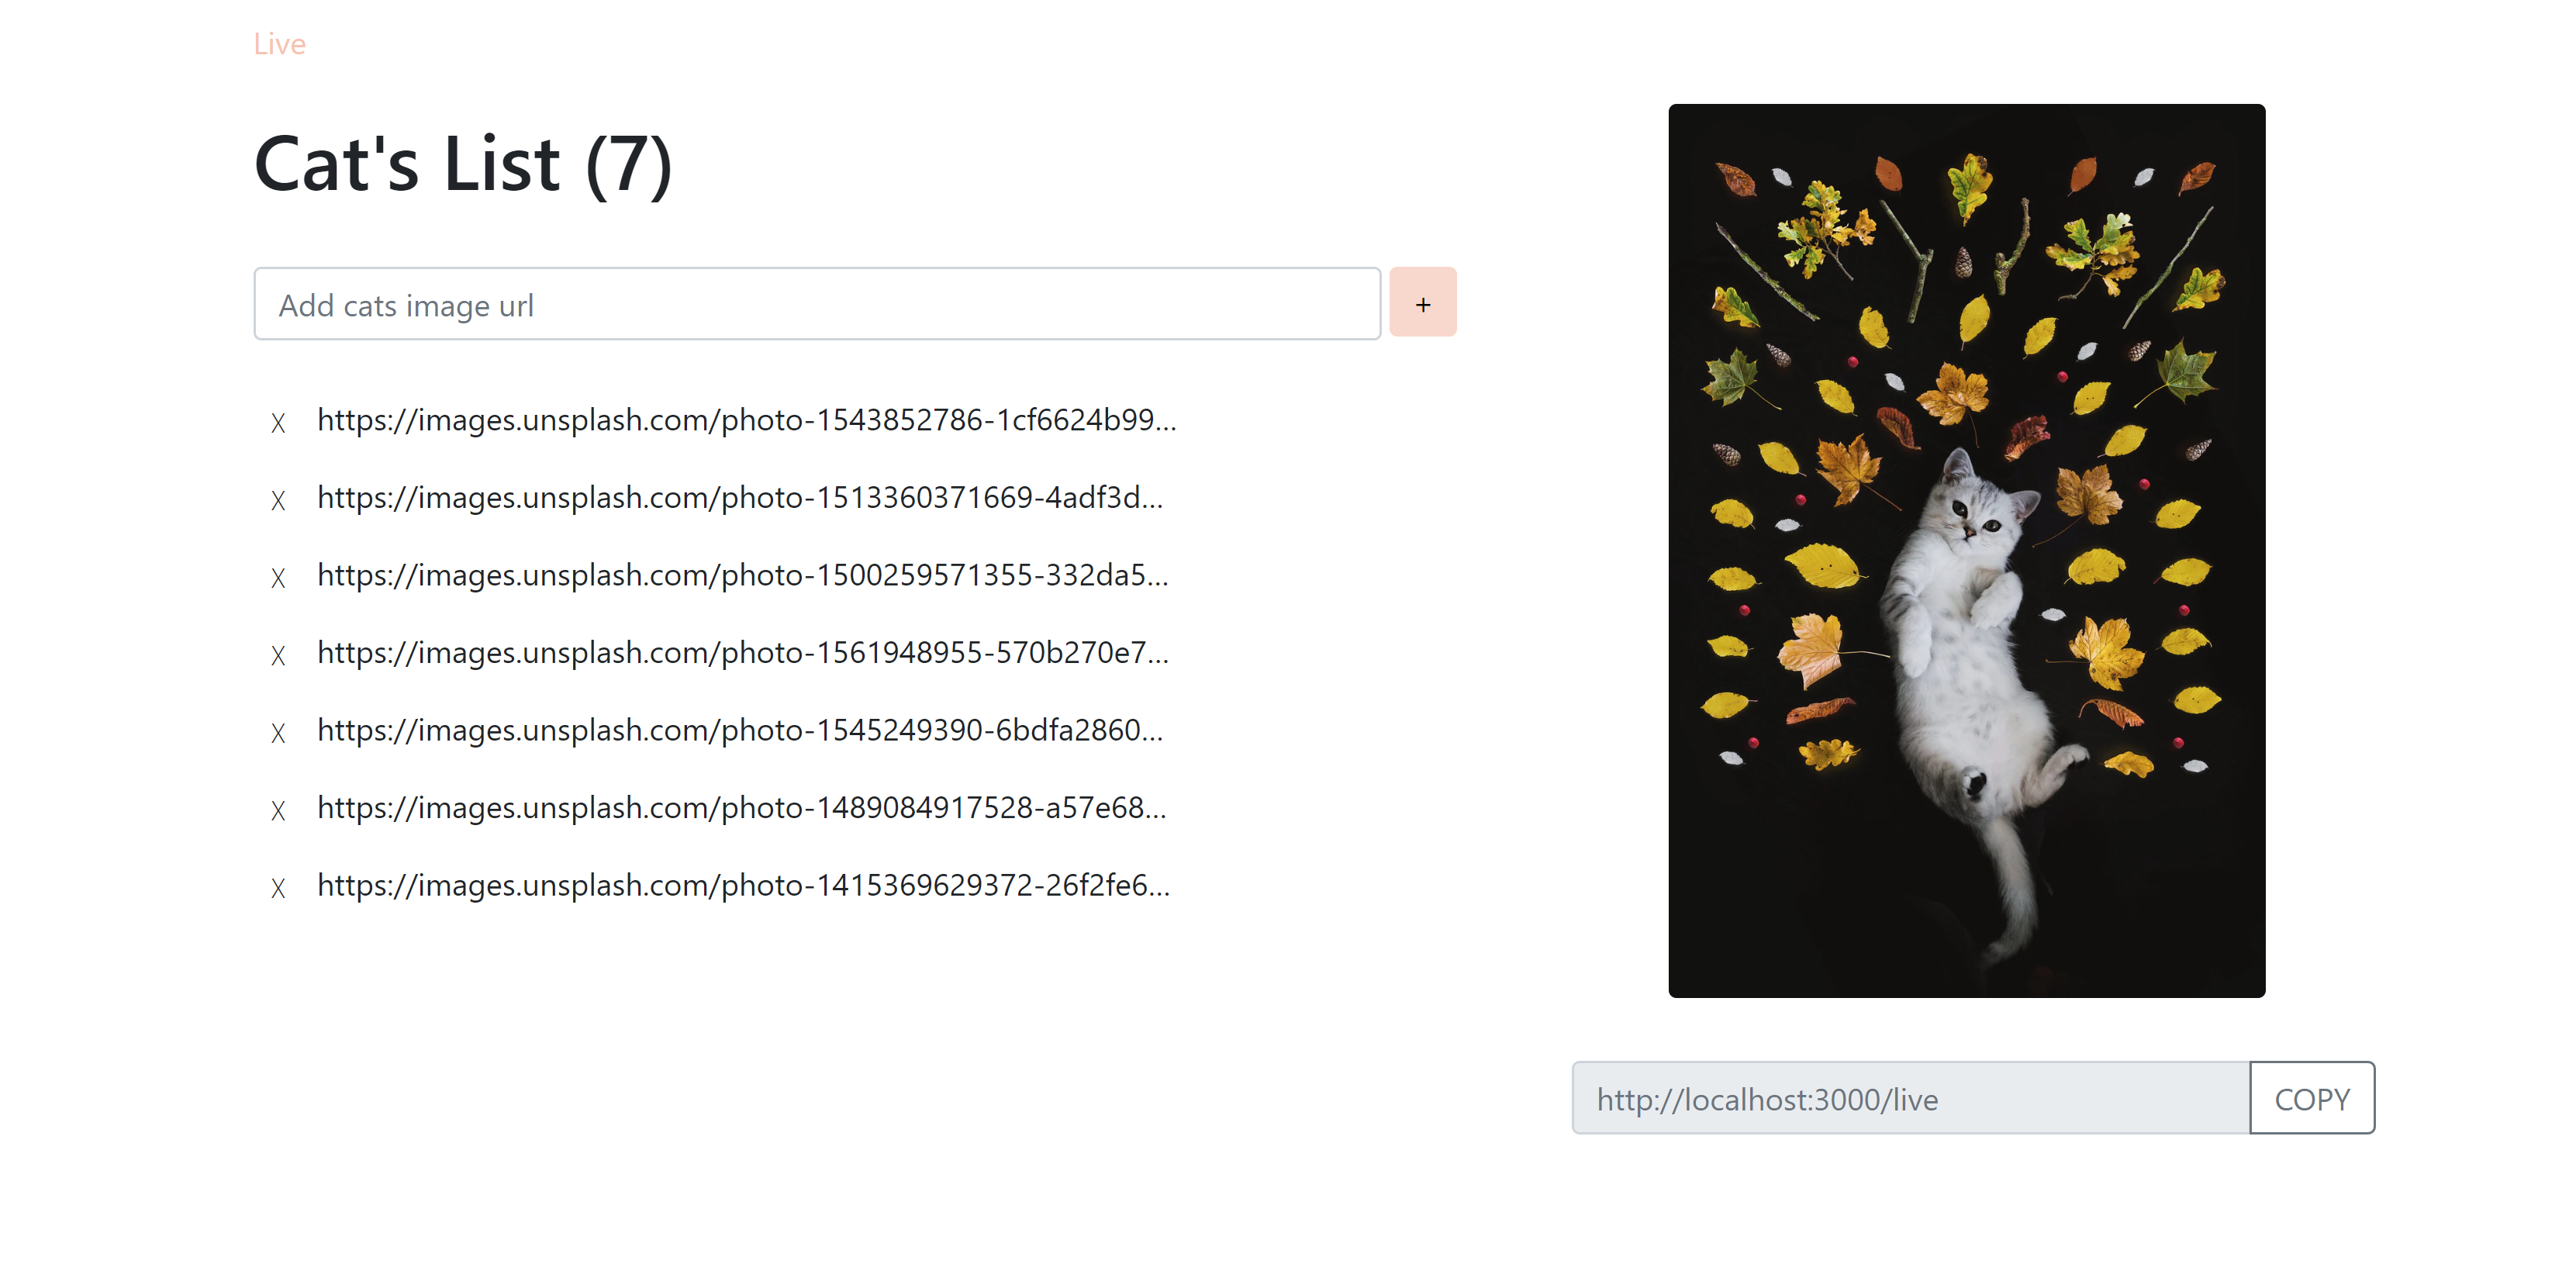 Live
Cat's List (7)
Add cats image url
+
X https://images.unsplash.com/photo-1543852786-1cf6624b99...
X https://images.unsplash.com/photo-1513360371669-4adf3d...
X https://images.unsplash.com/photo-1500259571355-332da5...
X https://images.unsplash.com/photo-1561948955-570b270e7...
X https://images.unsplash.com/photo-1545249390-6bdfa2860...
X https://images.unsplash.com/photo-1489084917528-a57e68...
X https://images.unsplash.com/photo-1415369629372-26f2fe6...
http://localhost:3000/live
COPY